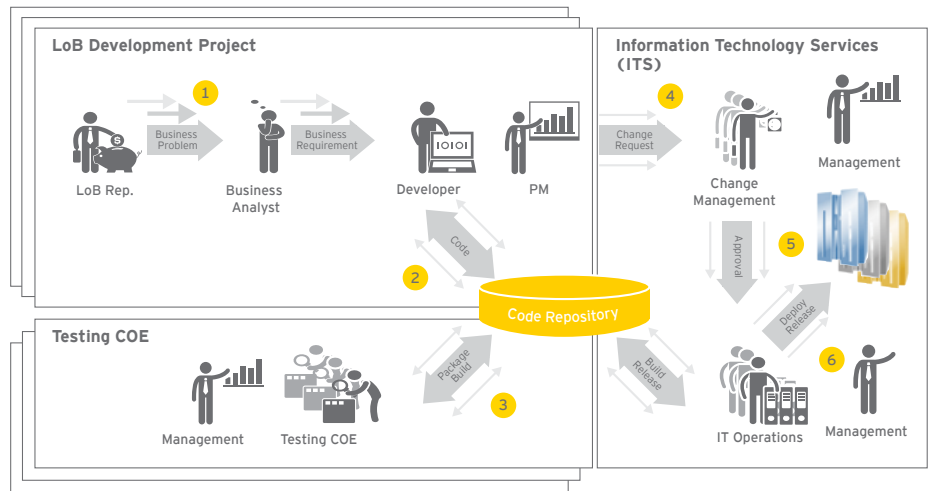 LoB Development Project
1
Business
Problem
Business
Requirement
$
10101
LoB Rep.
Business
Analyst
Developer
PM
Code
2
Code Repository
Testing COE
Package
Build
3
Management
Testing COE
Information Technology Services
(ITS)
4
Change
Request
Change
Management
Management
Approval
5
Deploy
Release
6
Build
Release
IT Operations
Management